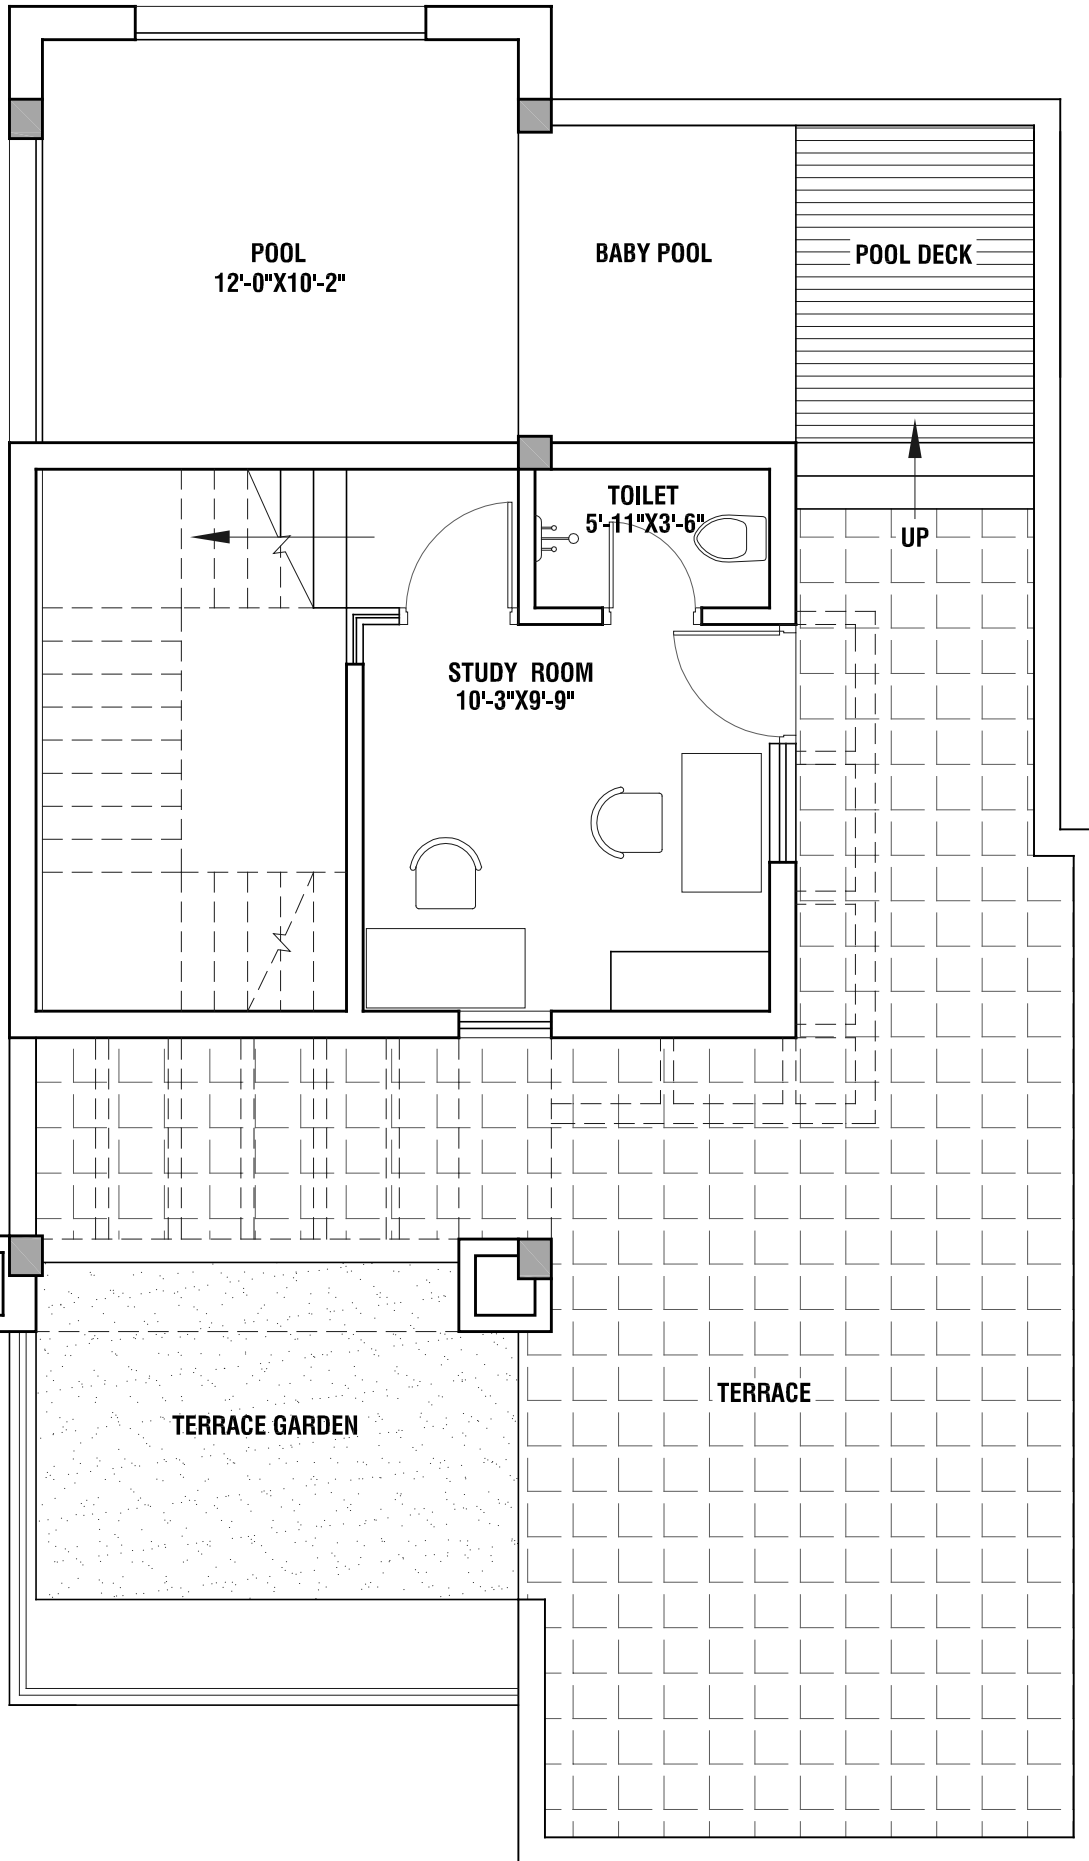 POOL
12'-0"X10'-2"
BABY POOL
POOL DECK
TOILET
5'-11"X3'-6"
UP
STUDY ROOM
10'-3"X9'-9"
TERRACE
TERRACE GARDEN